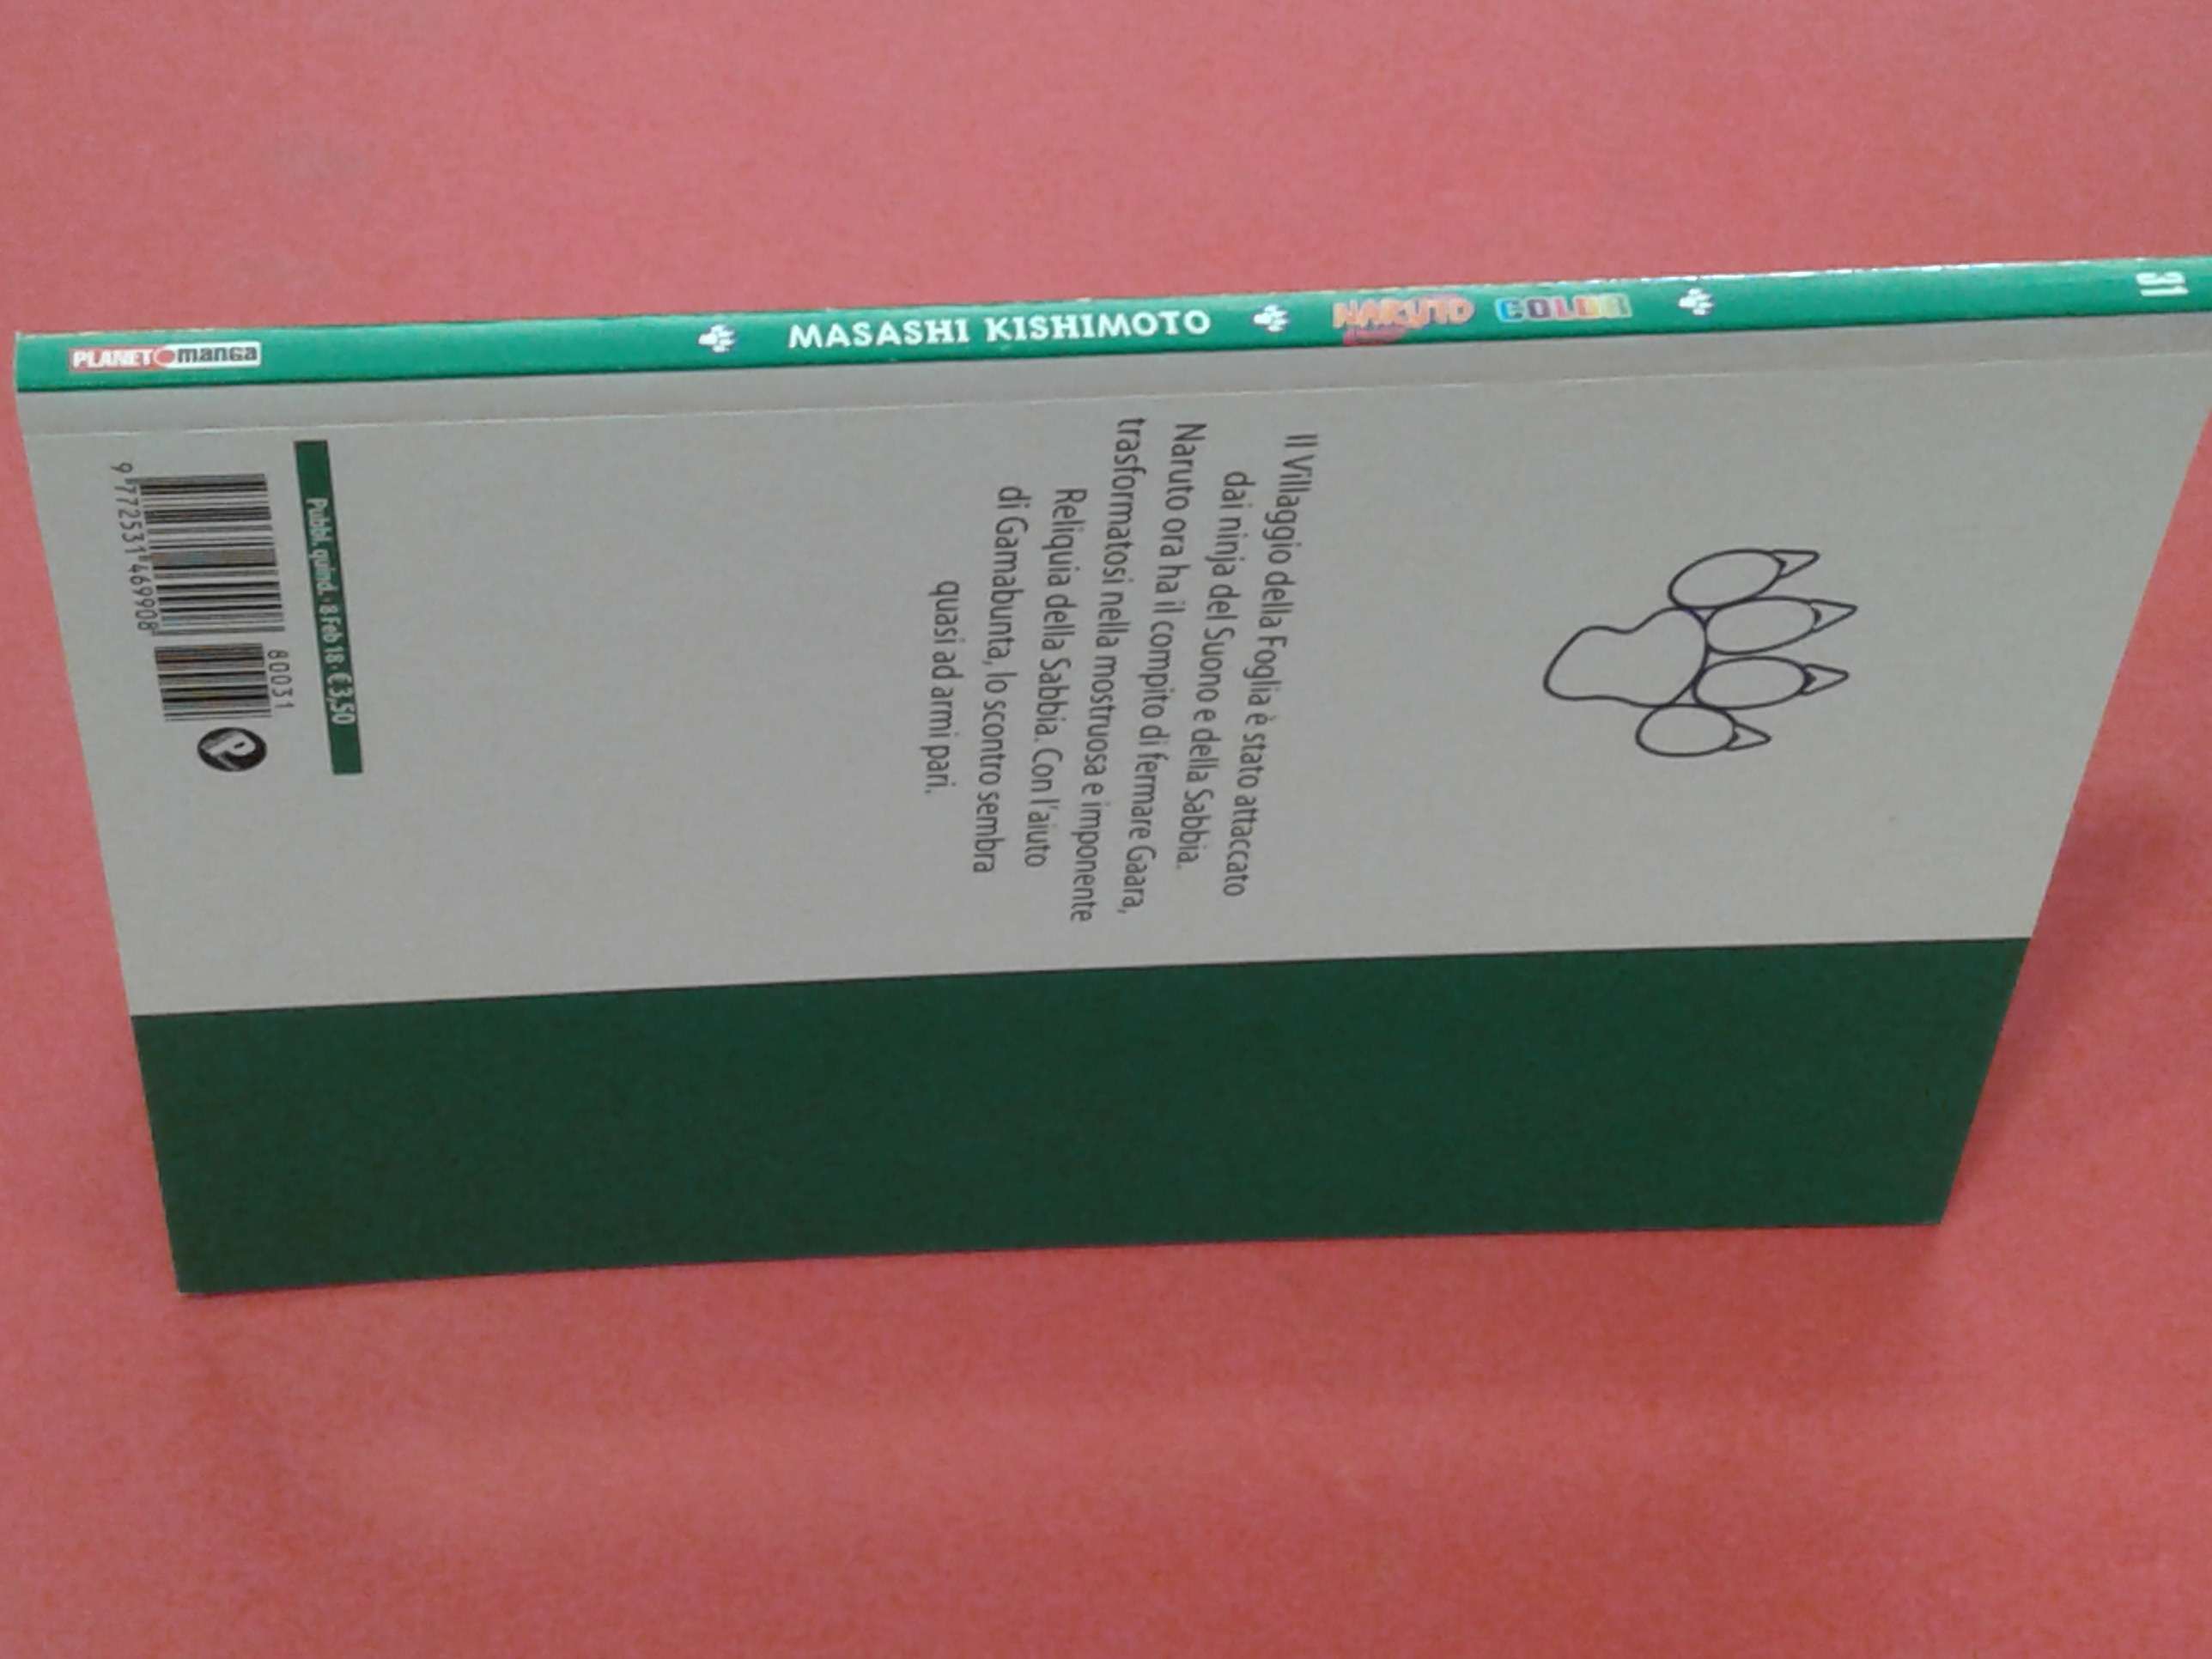 PLANET manga
MASASHI KISHIMOTO
NARUTO COLOR
31
Il Villaggio della Foglia è stato attaccato
dai ninja del Suono e della Sabbia.
Naruto ora ha il compito di fermare Gaara,
trasformatosi nella mostruosa e imponente
Reliquia della Sabbia. Con l'aiuto
di Gamabunta, lo scontro sembra
quasi ad armi pari.
Pubbl. quind. · 8 Feb 18 · €3,50
80031
9 772531 469908
P